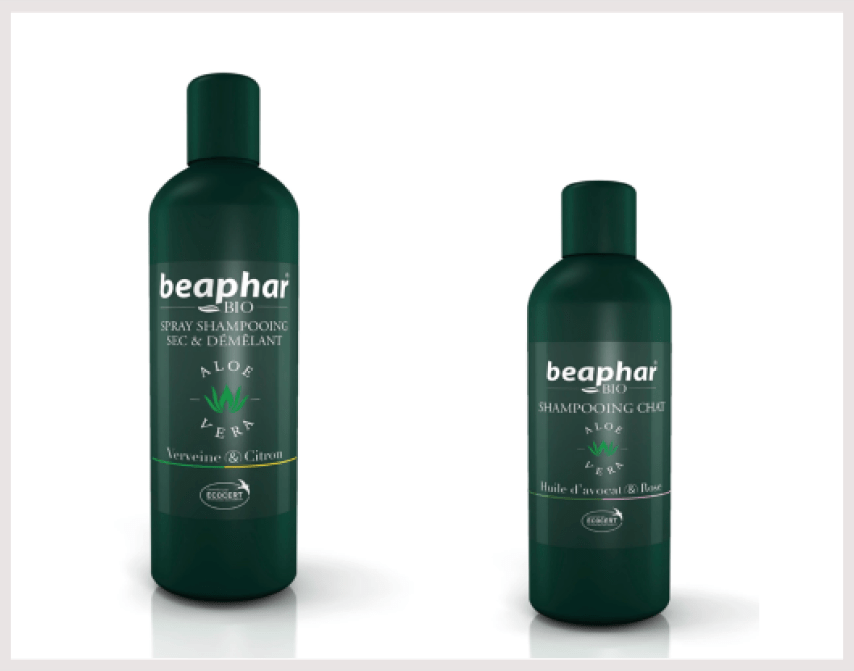 beaphar®
BIO
SPRAY SHAMPOOING
SEC & DÉMÊLANT
ALOE
VERA
Verveine & Citron
ECOCERT
beaphar®
BIO
SHAMPOOING CHAT
ALOE
VERA
Huile d'avocat & Rose
ECOCERT